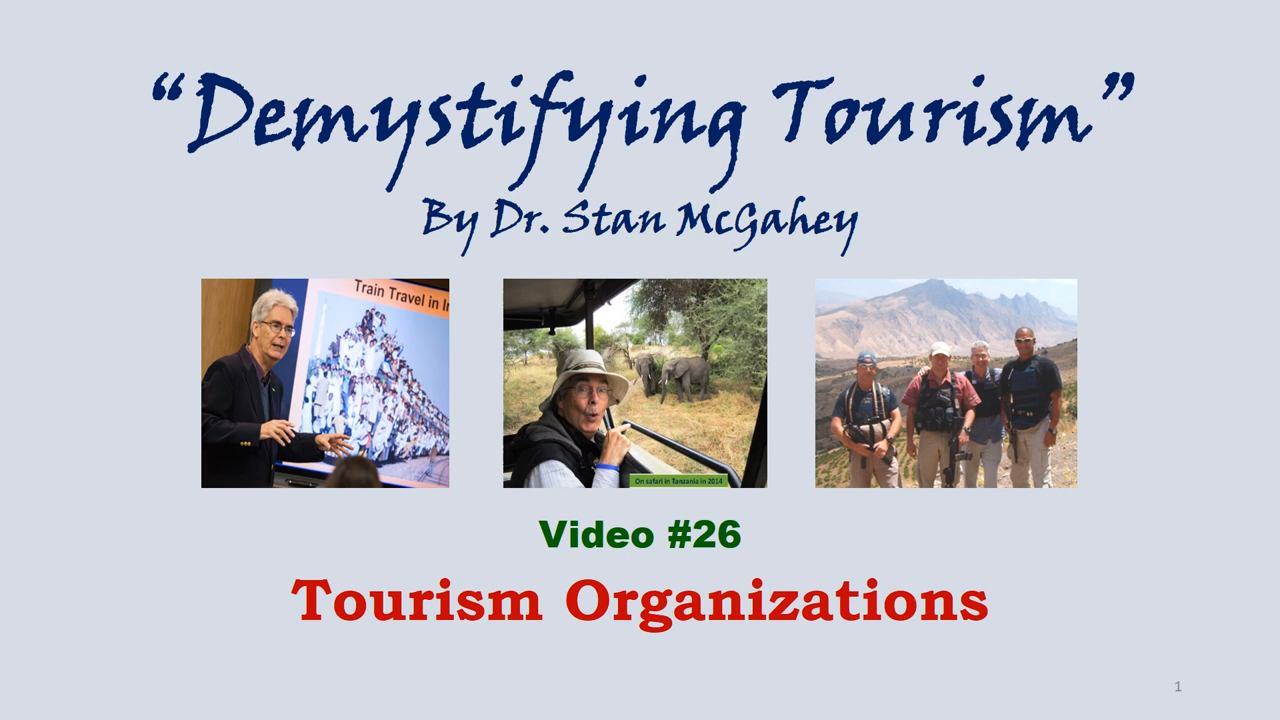 “Demystifying Tourism”
By Dr. Stan McGahey
Train Travel in I
On safari in Tanzania in 2014
Video #26
Tourism Organizations
1